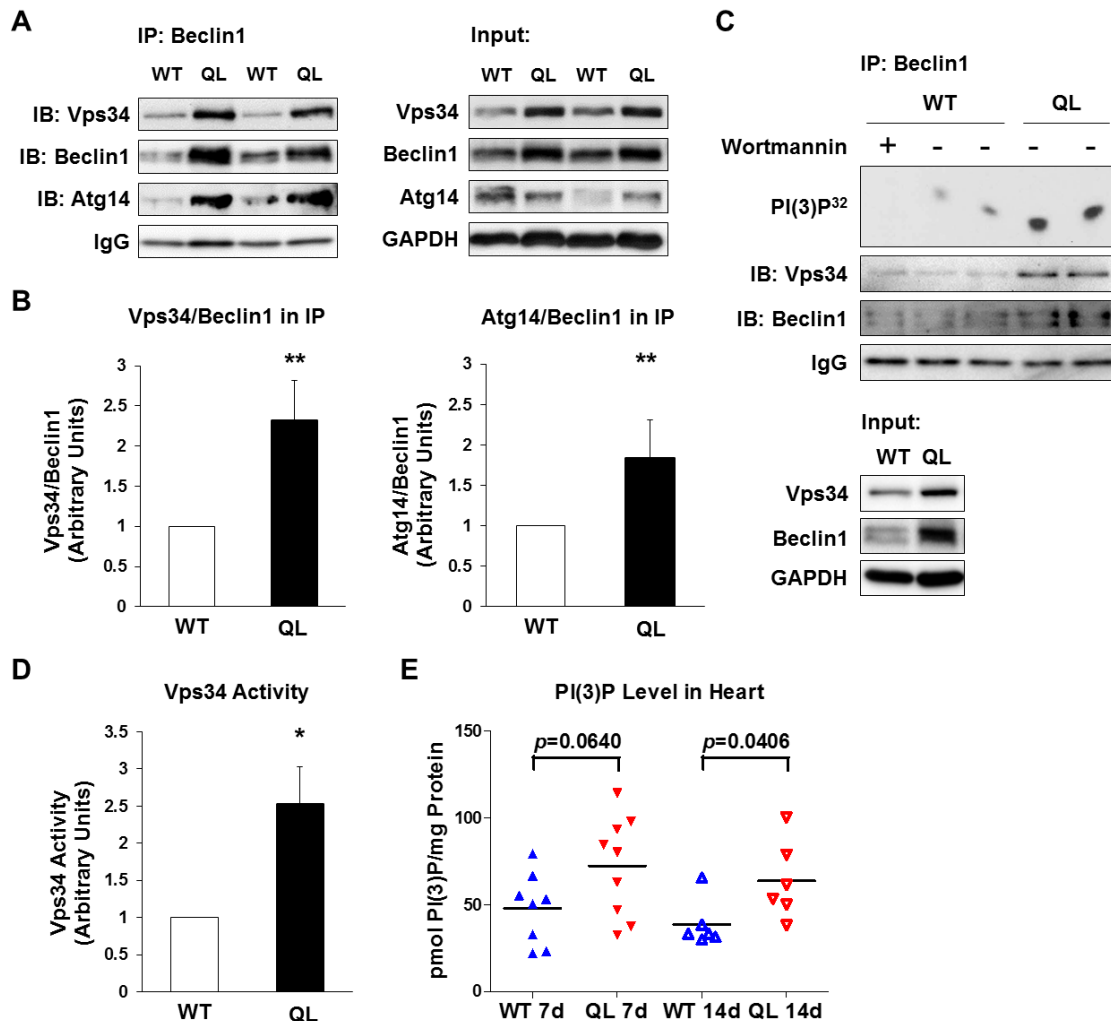 A
IP: Beclin1
WT QL WT QL
IB: Vps34
IB: Beclin1
IB: Atg14
IgG
Input:
WT QL WT QL
Vps34
Beclin1
Atg14
GAPDH
B
Vps34/Beclin1 in IP
Vps34/Beclin1
(Arbitrary Units)
3
2.5
2
1.5
1
0.5
0
**
WT QL
Atg14/Beclin1 in IP
Atg14/Beclin1
(Arbitrary Units)
3
2.5
2
1.5
1
0.5
0
**
WT QL
C
IP: Beclin1
WT QL
Wortmannin + - - - -
PI(3)P³²
IB: Vps34
IB: Beclin1
IgG
Input:
WT QL
Vps34
Beclin1
GAPDH
D
Vps34 Activity
Vps34 Activity
(Arbitrary Units)
3.5
3
2.5
2
1.5
1
0.5
0
*
WT QL
E
PI(3)P Level in Heart
pmol PI(3)P/mg Protein
150
100
50
0
p=0.0640 p=0.0406
WT 7d QL 7d WT 14d QL 14d